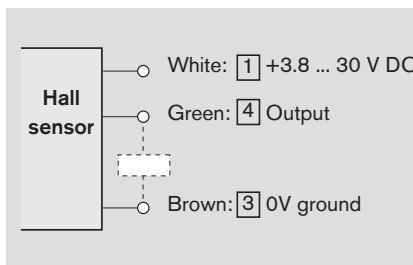 White: 1 +3.8 ... 30 V DC
Hall
sensor
Green: 4 Output
Brown: 3 0V ground